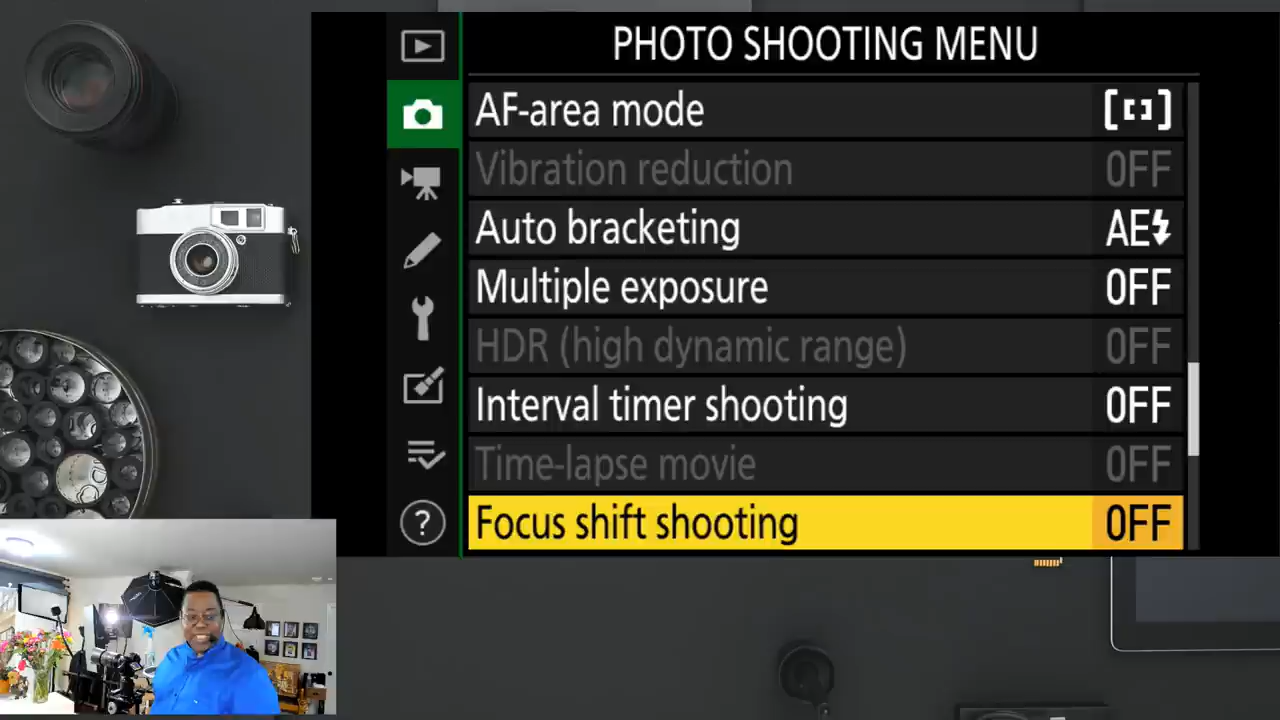 PHOTO SHOOTING MENU
AF-area mode
Vibration reduction OFF
Auto bracketing AE
Multiple exposure OFF
HDR (high dynamic range) OFF
Interval timer shooting OFF
Time-lapse movie OFF
Focus shift shooting OFF
?